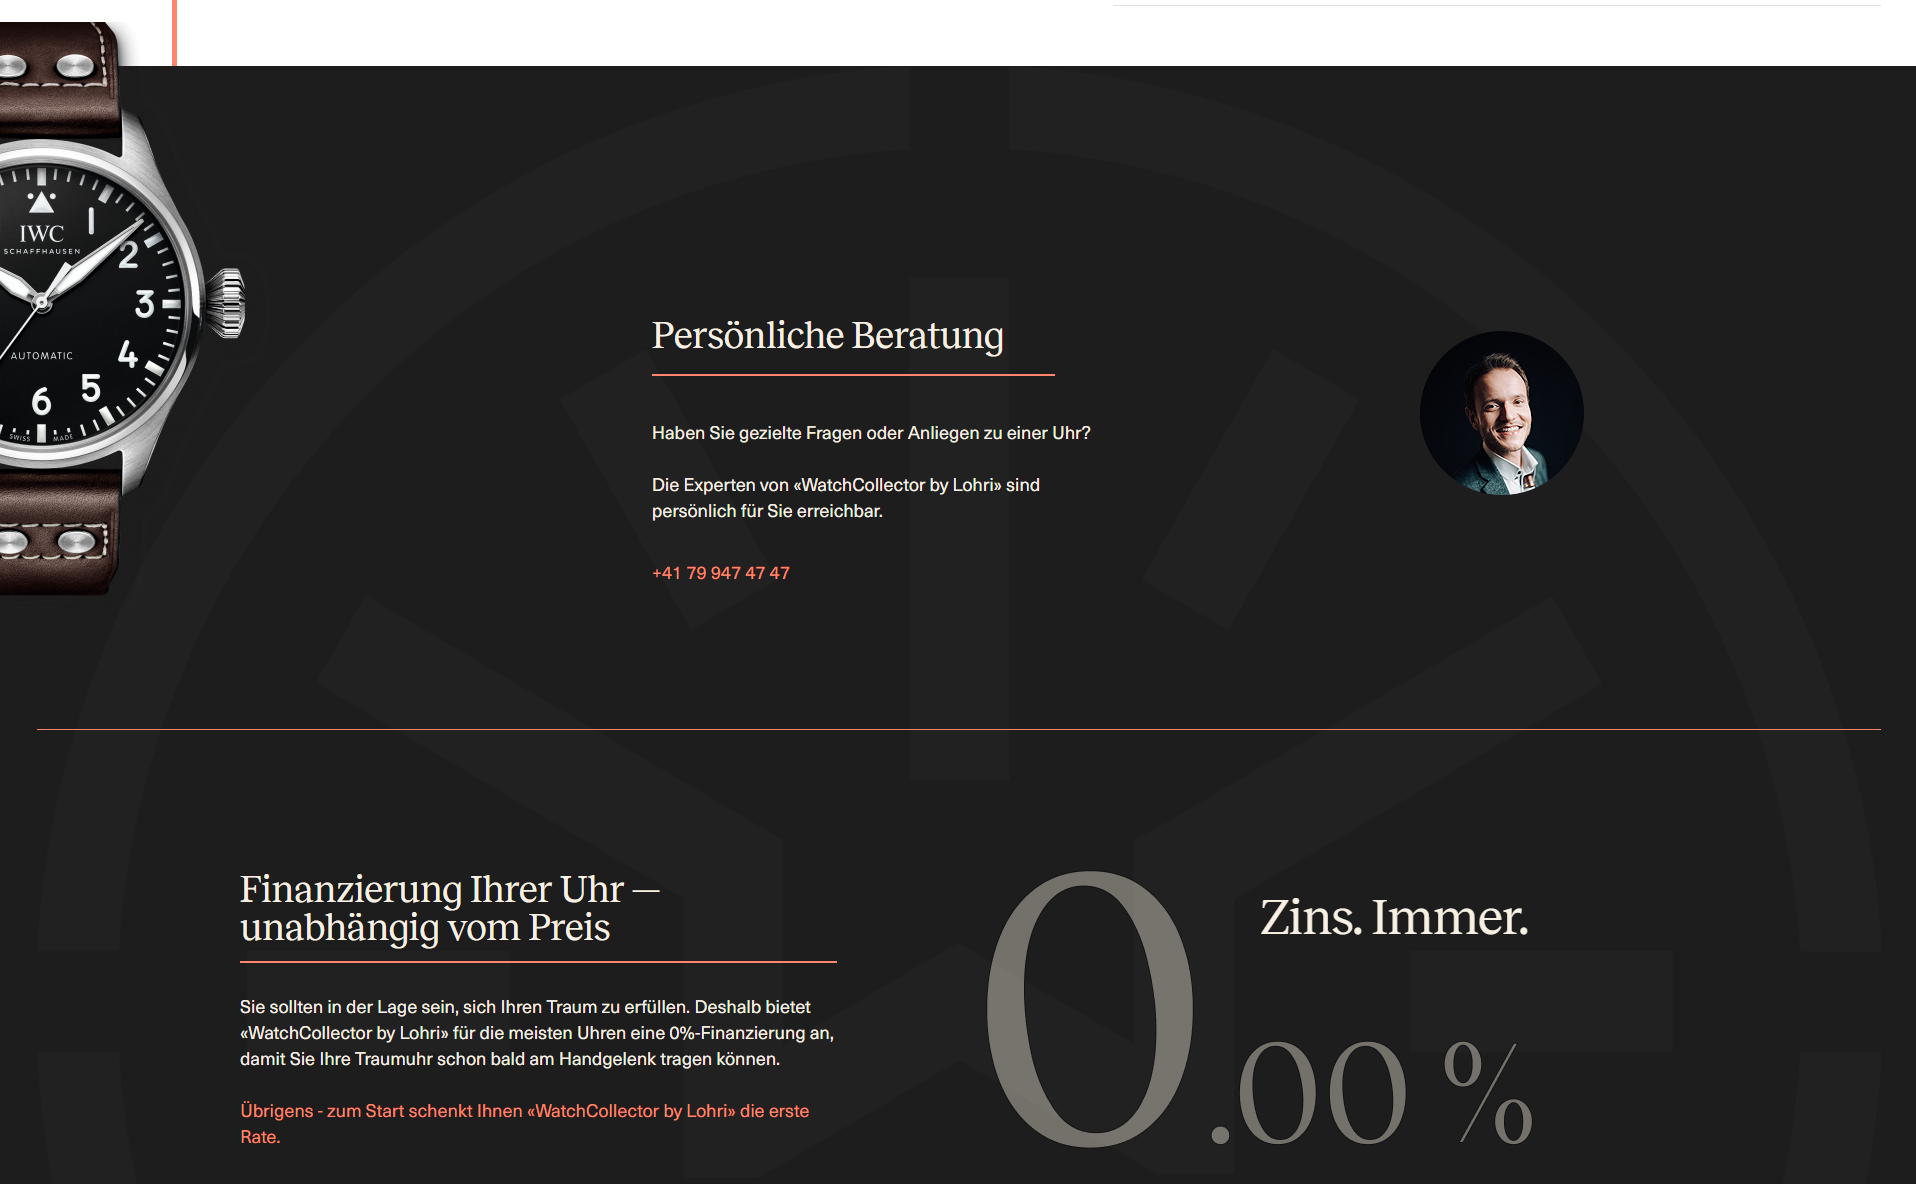 IWC
SCHAFFHAUSEN
1
2
3
4
5
6
AUTOMATIC
SWISS MADE
Persönliche Beratung
Haben Sie gezielte Fragen oder Anliegen zu einer Uhr?
Die Experten von «WatchCollector by Lohri» sind
persönlich für Sie erreichbar.
+41 79 947 47 47
Finanzierung Ihrer Uhr —
unabhängig vom Preis
Sie sollten in der Lage sein, sich Ihren Traum zu erfüllen. Deshalb bietet
«WatchCollector by Lohri» für die meisten Uhren eine 0%-Finanzierung an,
damit Sie Ihre Traumuhr schon bald am Handgelenk tragen können.
Übrigens - zum Start schenkt Ihnen «WatchCollector by Lohri» die erste
Rate.
Zins. Immer.
0.00 %